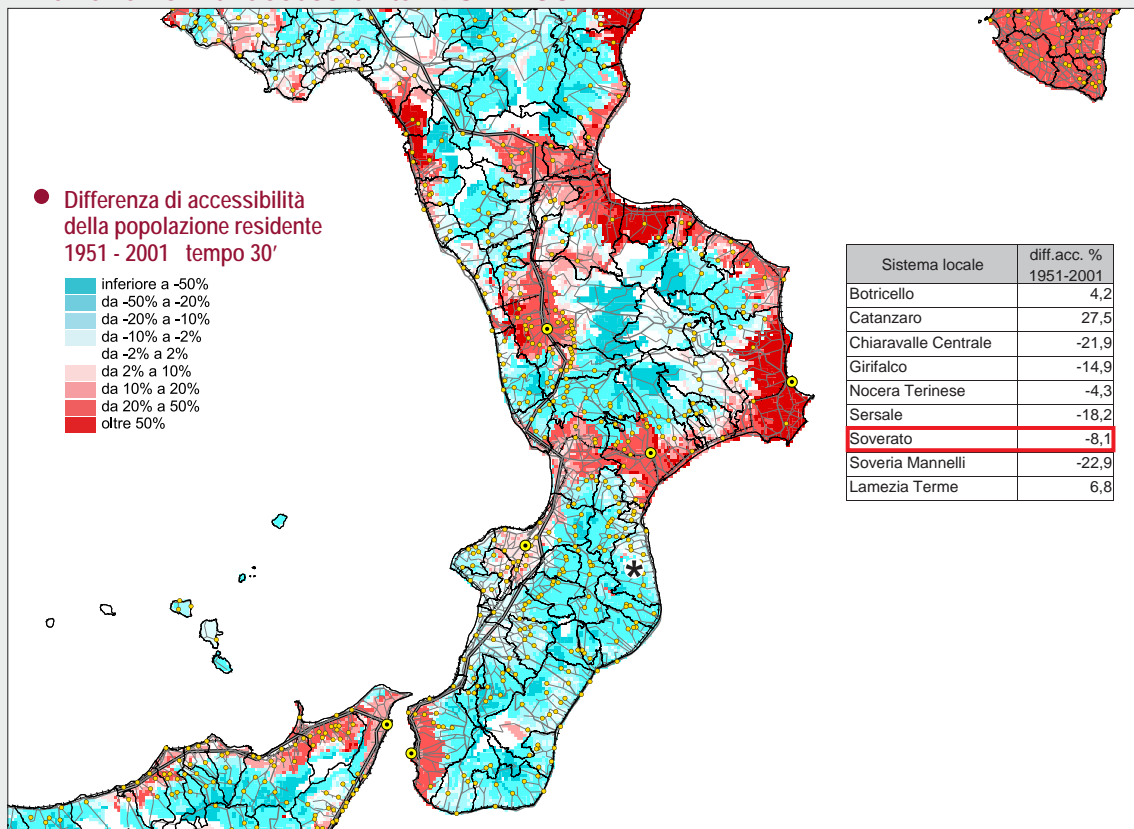 Differenza di accessibilità
della popolazione residente
1951 - 2001 tempo 30'
inferiore a -50%
da -50% a -20%
da -20% a -10%
da -10% a -2%
da -2% a 2%
da 2% a 10%
da 10% a 20%
da 20% a 50%
oltre 50%
Sistema locale diff.acc. % 1951-2001
Botricello 4,2
Catanzaro 27,5
Chiaravalle Centrale -21,9
Girifalco -14,9
Nocera Terinese -4,3
Sersale -18,2
Soverato -8,1
Soveria Mannelli -22,9
Lamezia Terme 6,8
*